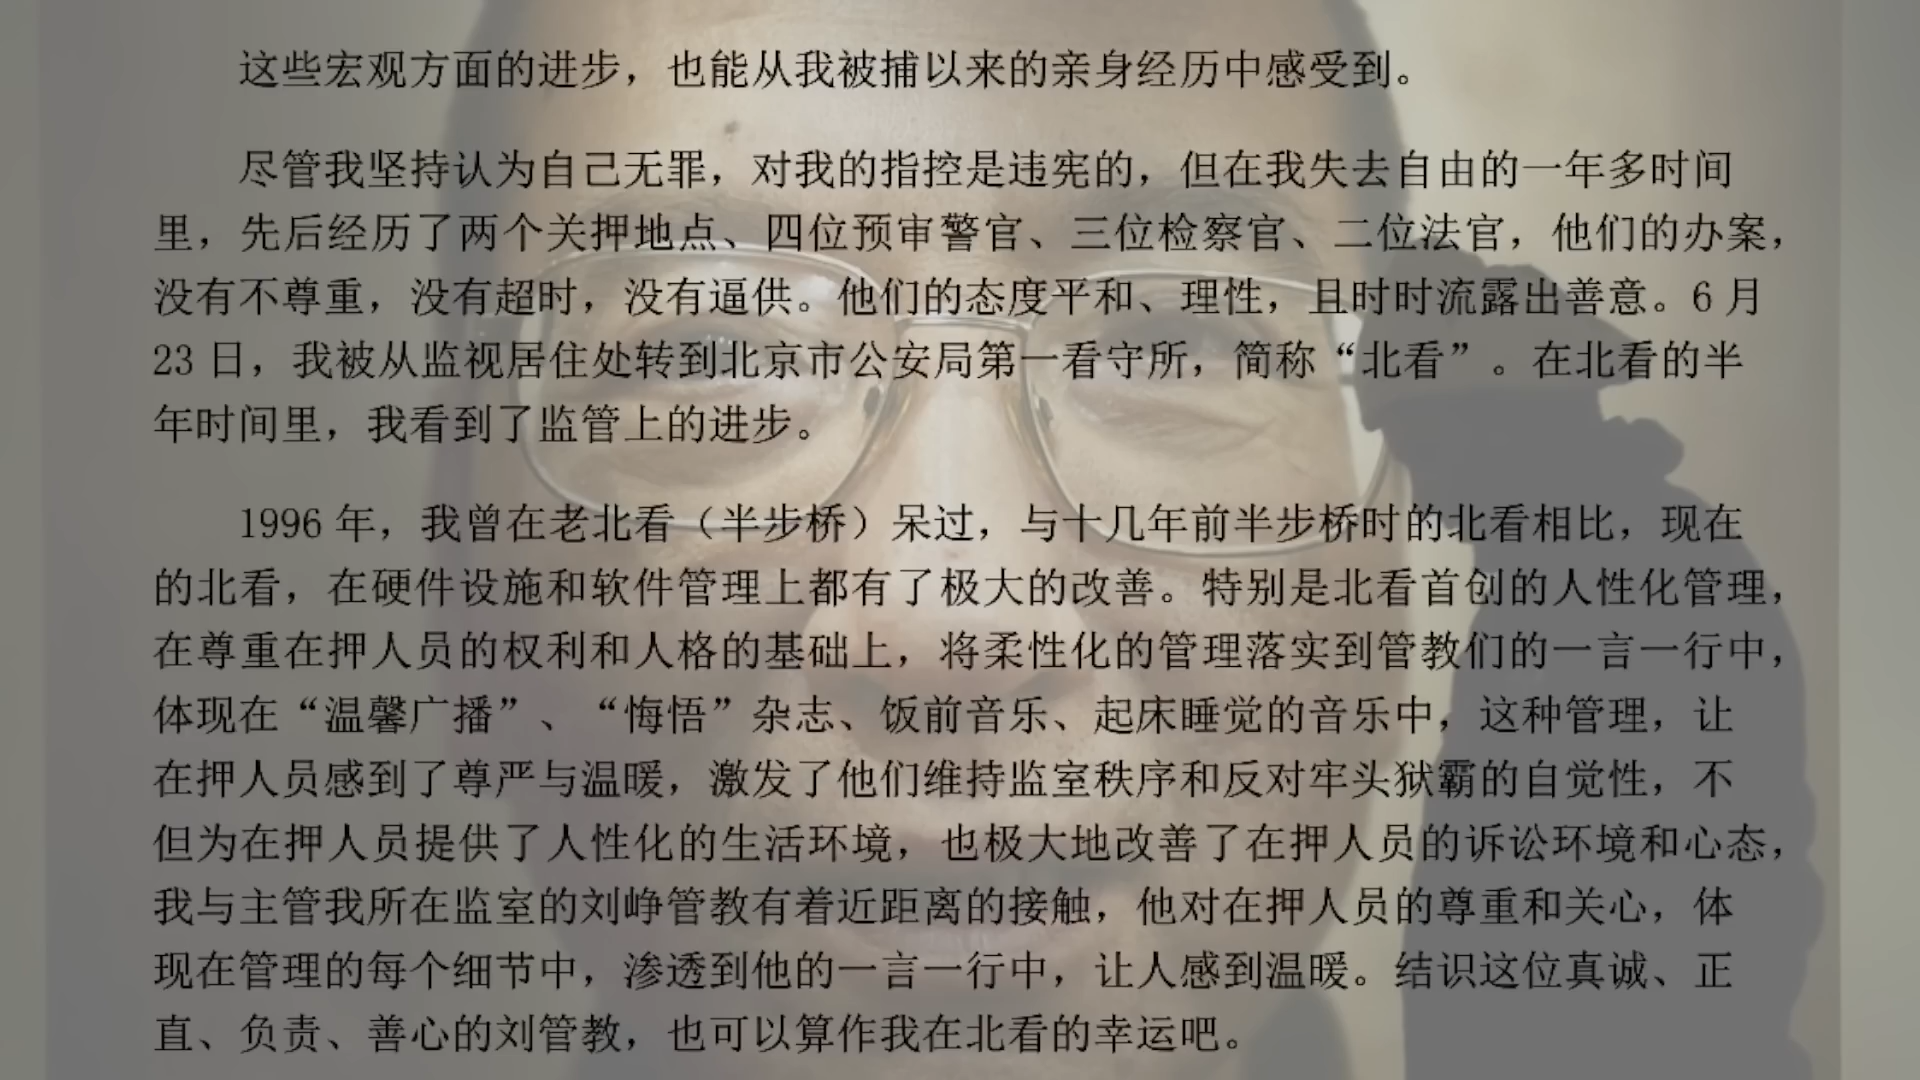 这些宏观方面的进步，也能从我被捕以来的亲身经历中感受到。
尽管我坚持认为自己无罪，对我的指控是违宪的，但在我失去自由的一年多时间
里，先后经历了两个关押地点、四位预审警官、三位检察官、二位法官，他们的办案，
没有不尊重，没有超时，没有逼供。他们的态度平和、理性，且时时流露出善意。6 月
23 日，我被从监视居住处转到北京市公安局第一看守所，简称“北看”。在北看的半
年时间里，我看到了监管上的进步。
1996 年，我曾在老北看（半步桥）呆过，与十几年前半步桥时的北看相比，现在
的北看，在硬件设施和软件管理上都有了极大的改善。特别是北看首创的人性化管理，
在尊重在押人员的权利和人格的基础上，将柔性化的管理落实到管教们的一言一行中，
体现在“温馨广播”、“悔悟”杂志、饭前音乐、起床睡觉的音乐中，这种管理，让
在押人员感到了尊严与温暖，激发了他们维持监室秩序和反对牢头狱霸的自觉性，不
但为在押人员提供了人性化的生活环境，也极大地改善了在押人员的诉讼环境和心态，
我与主管我所在监室的刘峥管教有着近距离的接触，他对在押人员的尊重和关心，体
现在管理的每个细节中，渗透到他的一言一行中，让人感到温暖。结识这位真诚、正
直、负责、善心的刘管教，也可以算作我在北看的幸运吧。